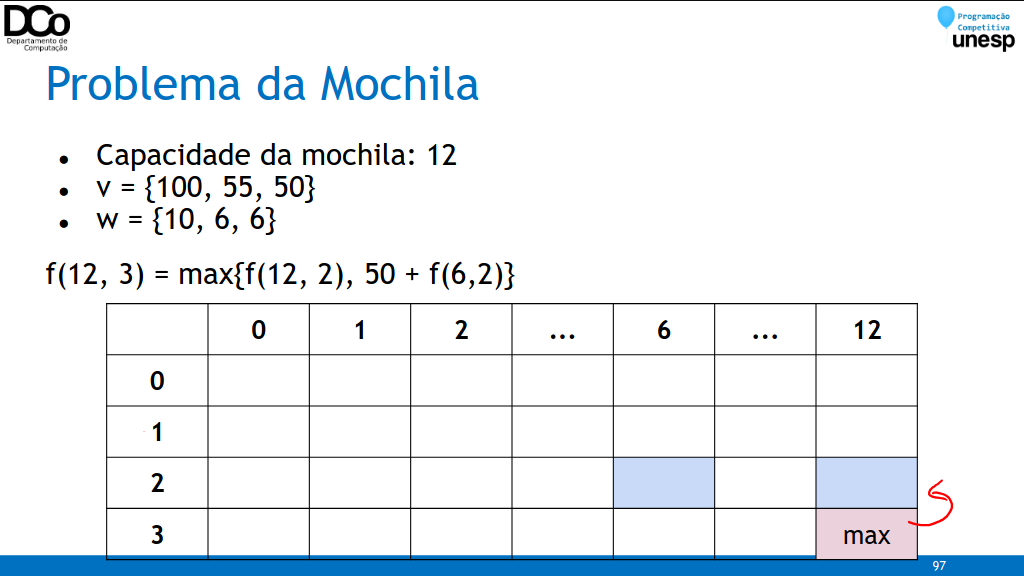 DCo
Departamento de
Computação
Programação
Competitiva
unesp
Problema da Mochila
● Capacidade da mochila: 12
● v = {100, 55, 50}
● w = {10, 6, 6}
f(12, 3) = max{f(12, 2), 50 + f(6,2)}
0 1 2 ... 6 ... 12
0
1
2
3 max
97